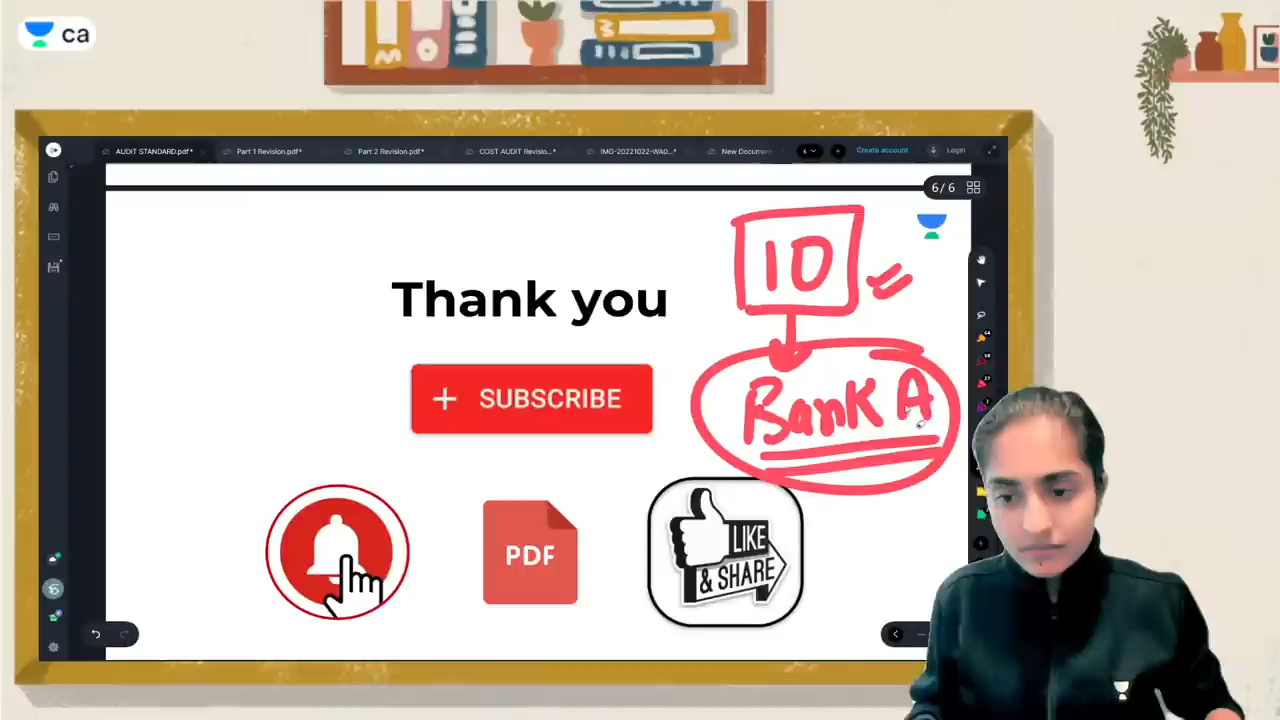 ca
AUDIT STANDARD.pdf*
Part 1 Revision.pdf*
Part 2 Revision.pdf*
COST AUDIT Revisio...*
IMG-20221022-WA0...*
New Document
Create account
Login
6/6
10
Thank you
Bank A
+ SUBSCRIBE
PDF
LIKE
& SHARE